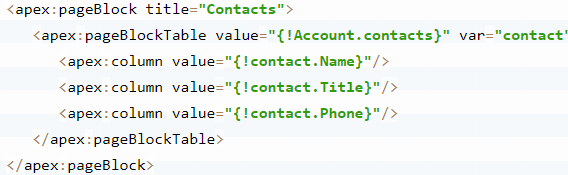 <apex:pageBlock title="Contacts">
<apex:pageBlockTable value="{!Account.contacts}" var="contact"
<apex:column value="{!contact.Name}"/>
<apex:column value="{!contact.Title}"/>
<apex:column value="{!contact.Phone}"/>
</apex:pageBlockTable>
</apex:pageBlock>